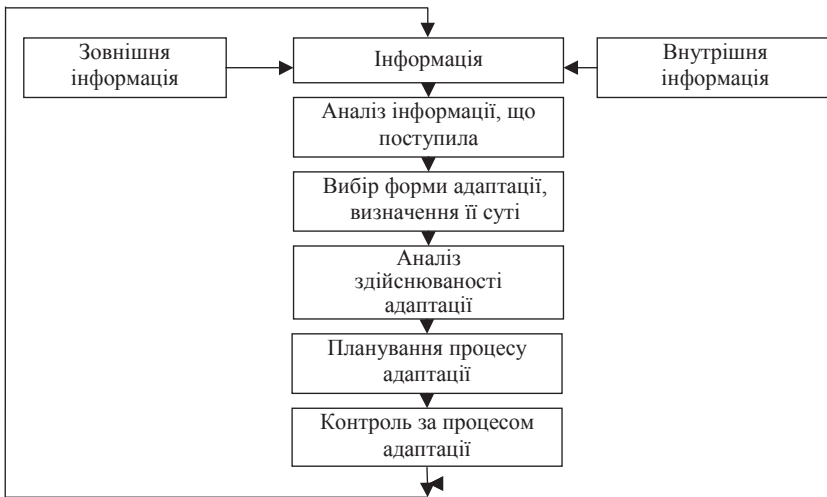 Зовнішня
інформація
Інформація
Внутрішня
інформація
Аналіз інформації, що
поступила
Вибір форми адаптації,
визначення її суті
Аналіз
здійснюваності
адаптації
Планування процесу
адаптації
Контроль за процесом
адаптації